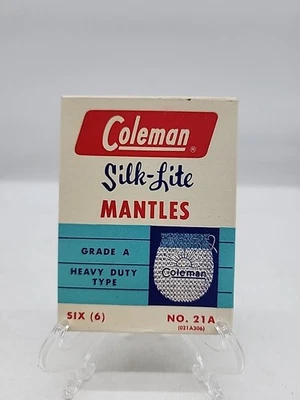 Coleman ®
Silk-Lite
MANTLES
GRADE A
HEAVY DUTY
TYPE
Coleman
SIX (6) NO. 21A
(021A306)